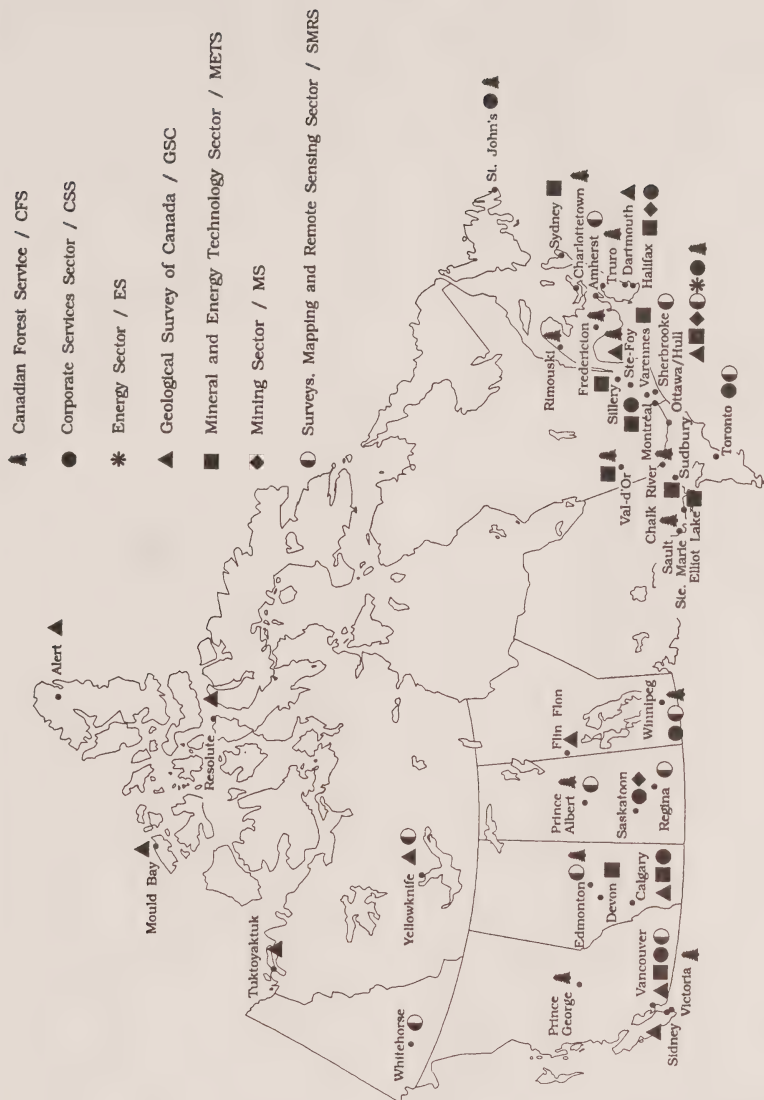 Canadian Forest Service / CFS
Corporate Services Sector / CSS
Energy Sector / ES
Geological Survey of Canada / GSC
Mineral and Energy Technology Sector / METS
Mining Sector / MS
Surveys, Mapping and Remote Sensing Sector / SMRS
Alert
Mould Bay
Resolute
Tuktoyaktuk
Yellowknife
Whitehorse
Prince
George
Vancouver
Sidney
Victoria
Edmonton
Devon
Calgary
Prince
Albert
Saskatoon
Regina
Flin Flon
Winnipeg
St. John's
Sydney
Charlottetown
Amherst
Truro
Dartmouth
Halifax
Rimouski
Fredericton
Sillery
Ste-Foy
Varennes
Montréal
Sherbrooke
Ottawa/Hull
Val-d'Or
Chalk River
Sudbury
Sault
Ste. Marie
Elliot Lake
Toronto